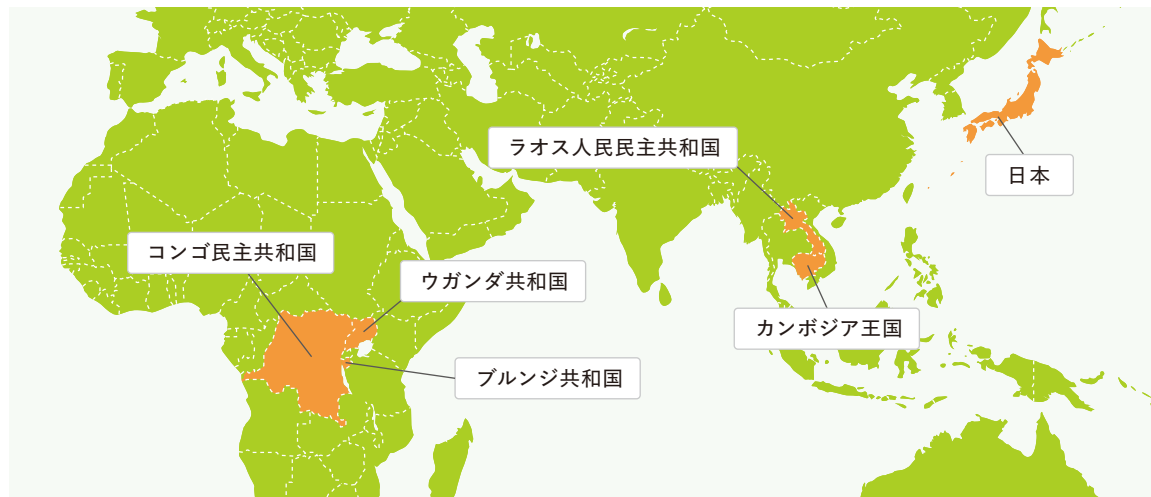 ラオス人民民主共和国
日本
コンゴ民主共和国
ウガンダ共和国
カンボジア王国
ブルンジ共和国